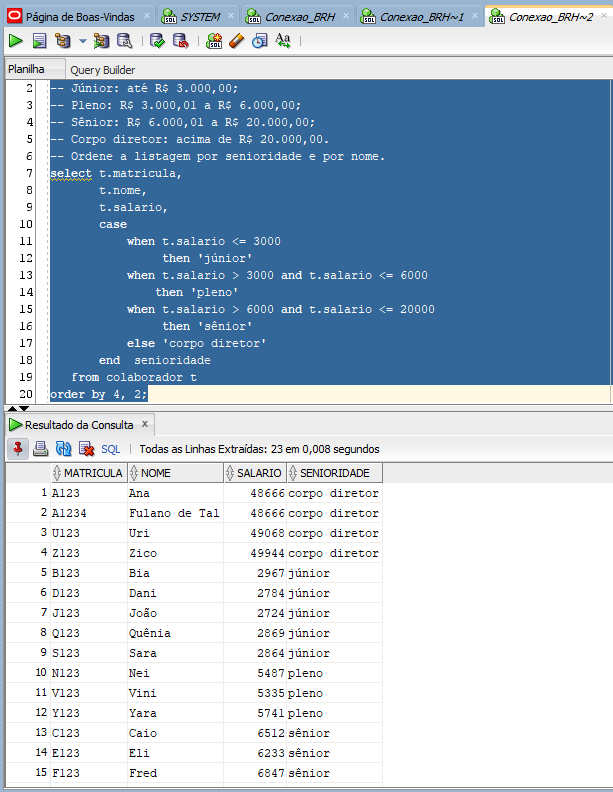 Página de Boas-Vindas × SYSTEM × Conexao_BRH × Conexao_BRH~1 × Conexao_BRH~2 ×
Planilha Query Builder
2 -- Júnior: até R$ 3.000,00;
3 -- Pleno: R$ 3.000,01 a R$ 6.000,00;
4 -- Sênior: R$ 6.000,01 a R$ 20.000,00;
5 -- Corpo diretor: acima de R$ 20.000,00.
6 -- Ordene a listagem por senioridade e por nome.
7 select t.matricula,
8 t.nome,
9 t.salario,
10 case
11 when t.salario <= 3000
12 then 'júnior'
13 when t.salario > 3000 and t.salario <= 6000
14 then 'pleno'
15 when t.salario > 6000 and t.salario <= 20000
16 then 'sênior'
17 else 'corpo diretor'
18 end senioridade
19 from colaborador t
20 order by 4, 2;
Resultado da Consulta ×
SQL | Todas as Linhas Extraídas: 23 em 0,008 segundos
MATRICULA NOME SALARIO SENIORIDADE
1 A123 Ana 48666 corpo diretor
2 A1234 Fulano de Tal 48666 corpo diretor
3 U123 Uri 49068 corpo diretor
4 Z123 Zico 49944 corpo diretor
5 B123 Bia 2967 júnior
6 D123 Dani 2784 júnior
7 J123 João 2724 júnior
8 Q123 Quênia 2869 júnior
9 S123 Sara 2864 júnior
10 N123 Nei 5487 pleno
11 V123 Vini 5335 pleno
12 Y123 Yara 5741 pleno
13 C123 Caio 6512 sênior
14 E123 Eli 6233 sênior
15 F123 Fred 6847 sênior